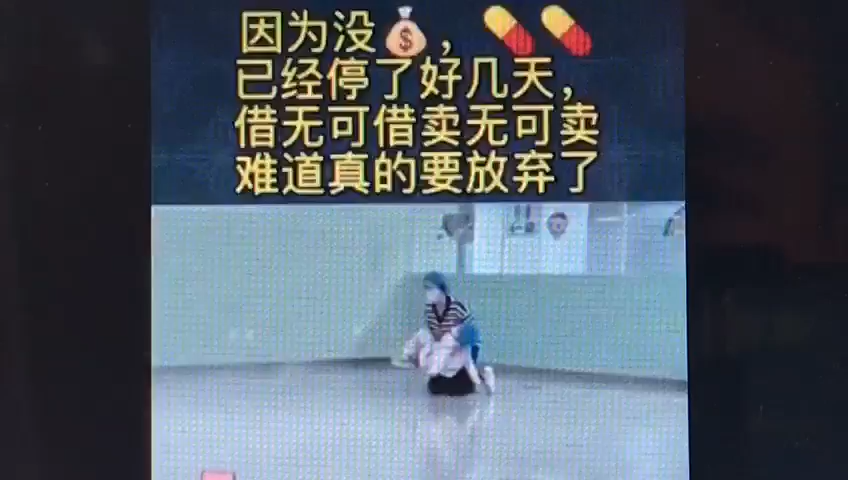 因为没💰，💊💊
已经停了好几天，
借无可借卖无可卖
难道真的要放弃了